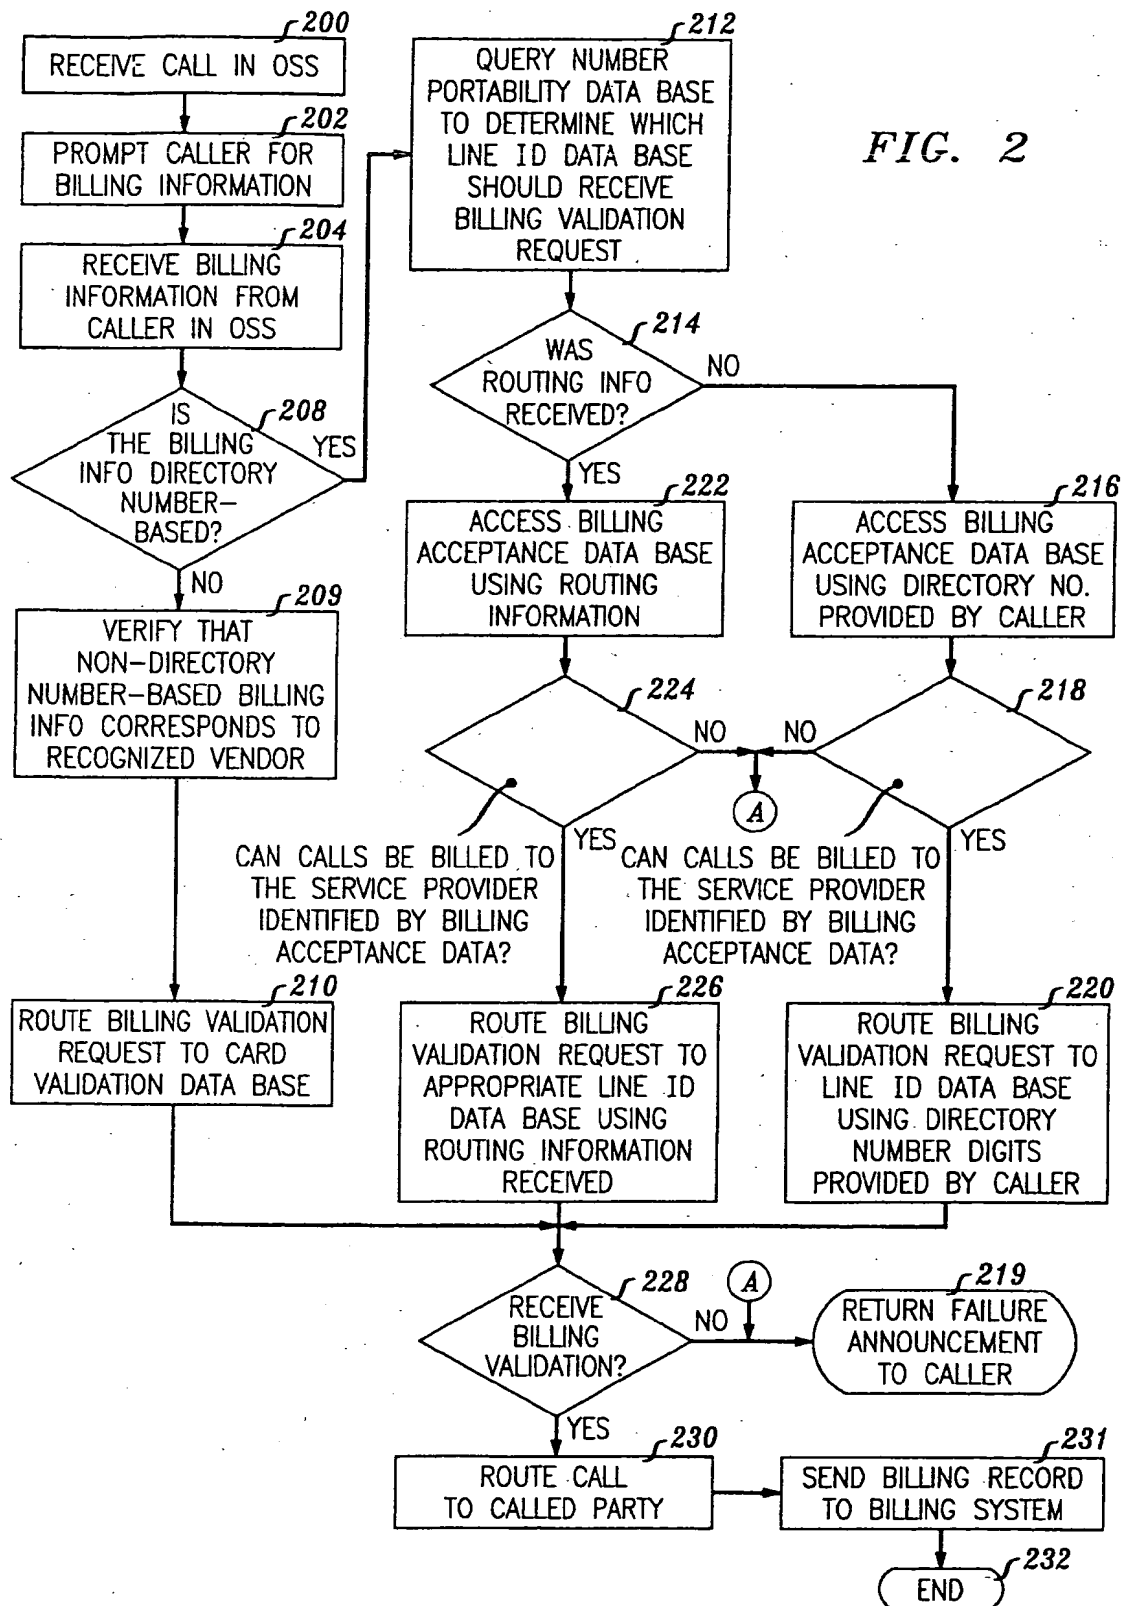 200
RECEIVE CALL IN OSS
202
PROMPT CALLER FOR
BILLING INFORMATION
204
RECEIVE BILLING
INFORMATION FROM
CALLER IN OSS
208
IS
THE BILLING
INFO DIRECTORY
NUMBER-
BASED?
YES
NO
209
VERIFY THAT
NON-DIRECTORY
NUMBER-BASED BILLING
INFO CORRESPONDS TO
RECOGNIZED VENDOR
210
ROUTE BILLING VALIDATION
REQUEST TO CARD
VALIDATION DATA BASE
212
QUERY NUMBER
PORTABILITY DATA BASE
TO DETERMINE WHICH
LINE ID DATA BASE
SHOULD RECEIVE
BILLING VALIDATION
REQUEST
FIG. 2
214
WAS
ROUTING INFO
RECEIVED?
NO
YES
222
ACCESS BILLING
ACCEPTANCE DATA BASE
USING ROUTING
INFORMATION
216
ACCESS BILLING
ACCEPTANCE DATA BASE
USING DIRECTORY NO.
PROVIDED BY CALLER
224
NO
YES
CAN CALLS BE BILLED TO
THE SERVICE PROVIDER
IDENTIFIED BY BILLING
ACCEPTANCE DATA?
A
218
NO
YES
CAN CALLS BE BILLED TO
THE SERVICE PROVIDER
IDENTIFIED BY BILLING
ACCEPTANCE DATA?
226
ROUTE BILLING
VALIDATION REQUEST TO
APPROPRIATE LINE ID
DATA BASE USING
ROUTING INFORMATION
RECEIVED
220
ROUTE BILLING
VALIDATION REQUEST TO
LINE ID DATA BASE
USING DIRECTORY
NUMBER DIGITS
PROVIDED BY CALLER
228
RECEIVE
BILLING
VALIDATION?
NO
A
YES
219
RETURN FAILURE
ANNOUNCEMENT
TO CALLER
230
ROUTE CALL
TO CALLED PARTY
231
SEND BILLING RECORD
TO BILLING SYSTEM
232
END